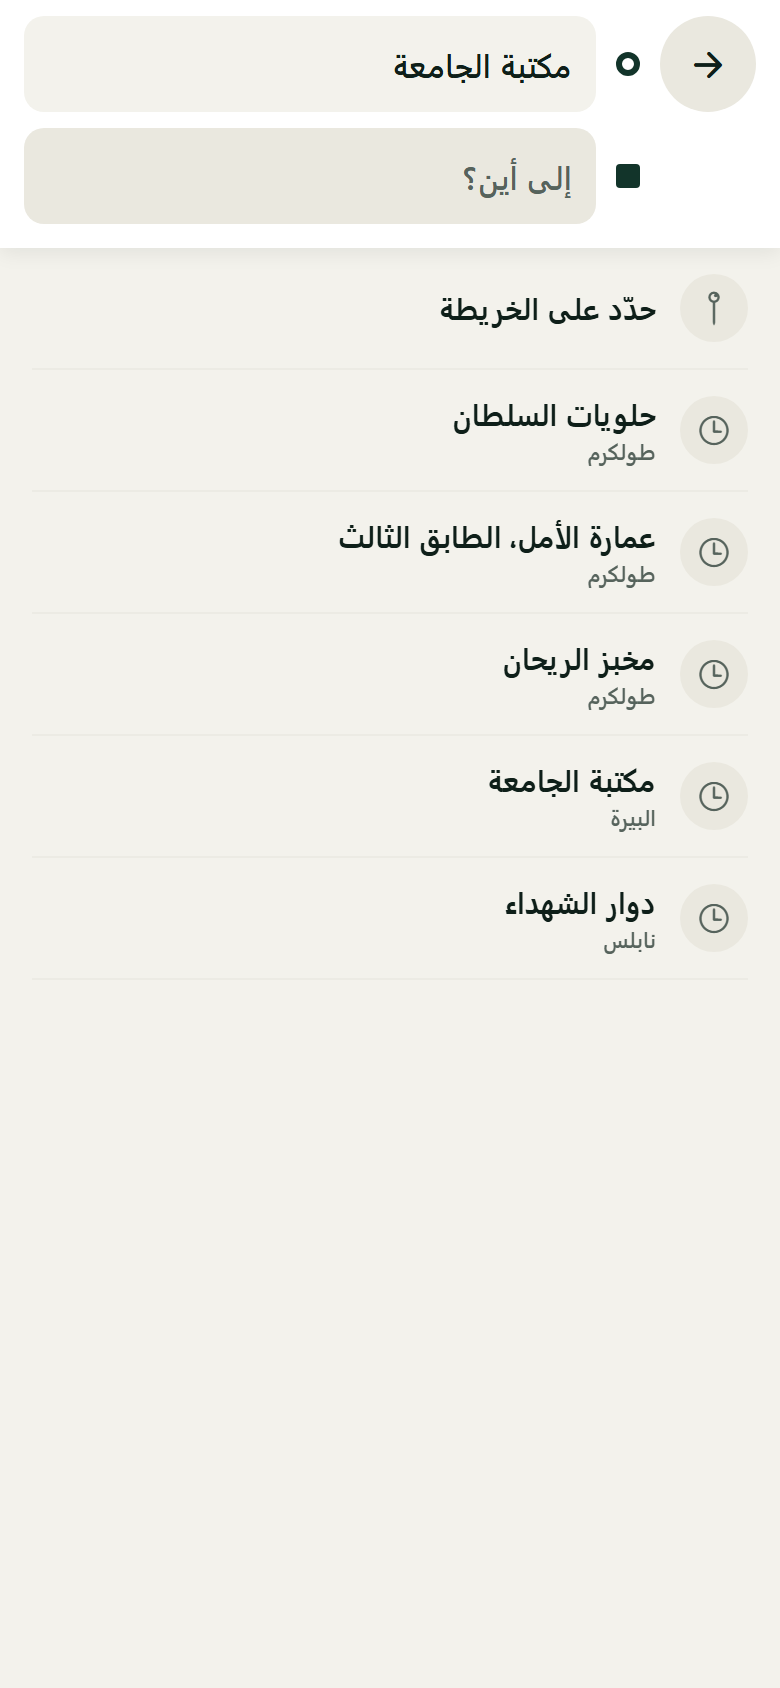 مكتبة الجامعة
إلى أين؟
حدّد على الخريطة
حلويات السلطان
طولكرم
عمارة الأمل، الطابق الثالث
طولكرم
مخبز الريحان
طولكرم
مكتبة الجامعة
البيرة
دوار الشهداء
نابلس